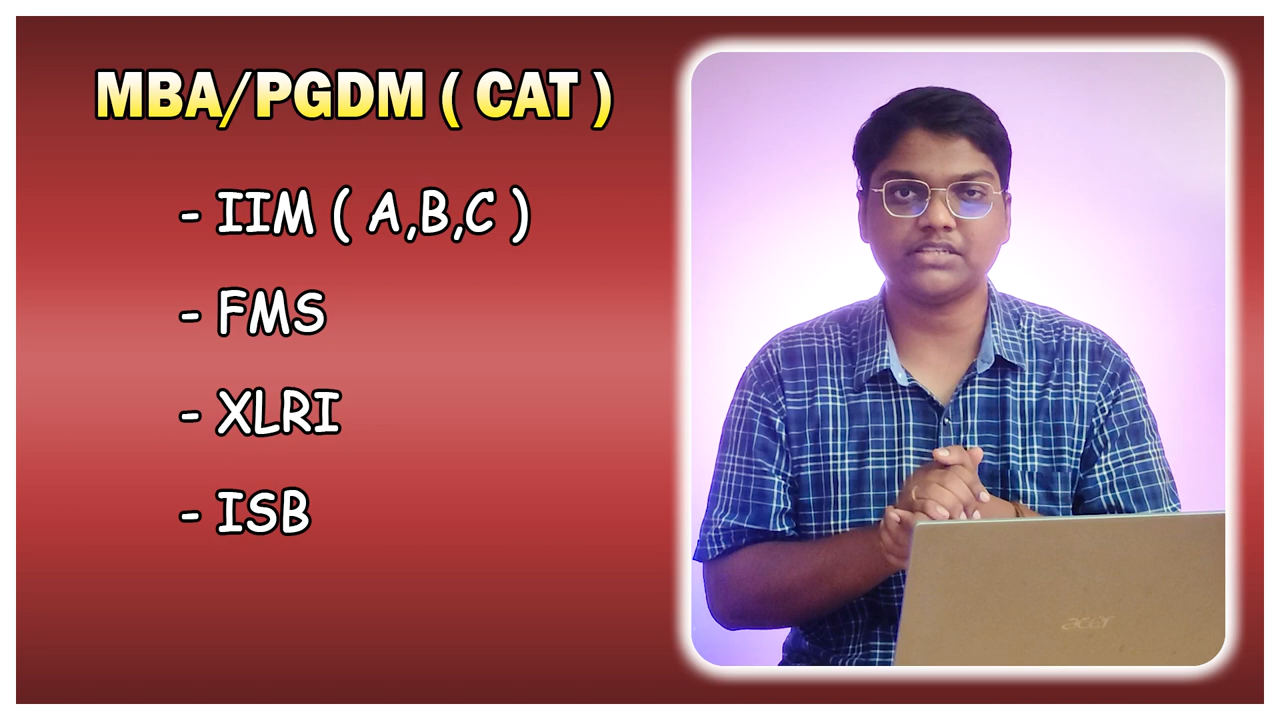 MBA/PGDM ( CAT )
- IIM ( A,B,C )
- FMS
- XLRI
- ISB
acer